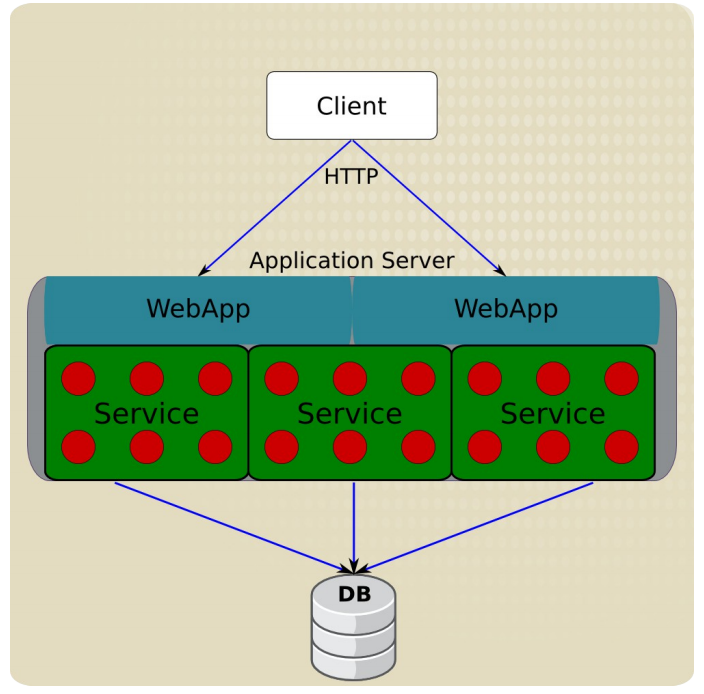 Client
HTTP
Application Server
WebApp WebApp
Service Service Service
DB